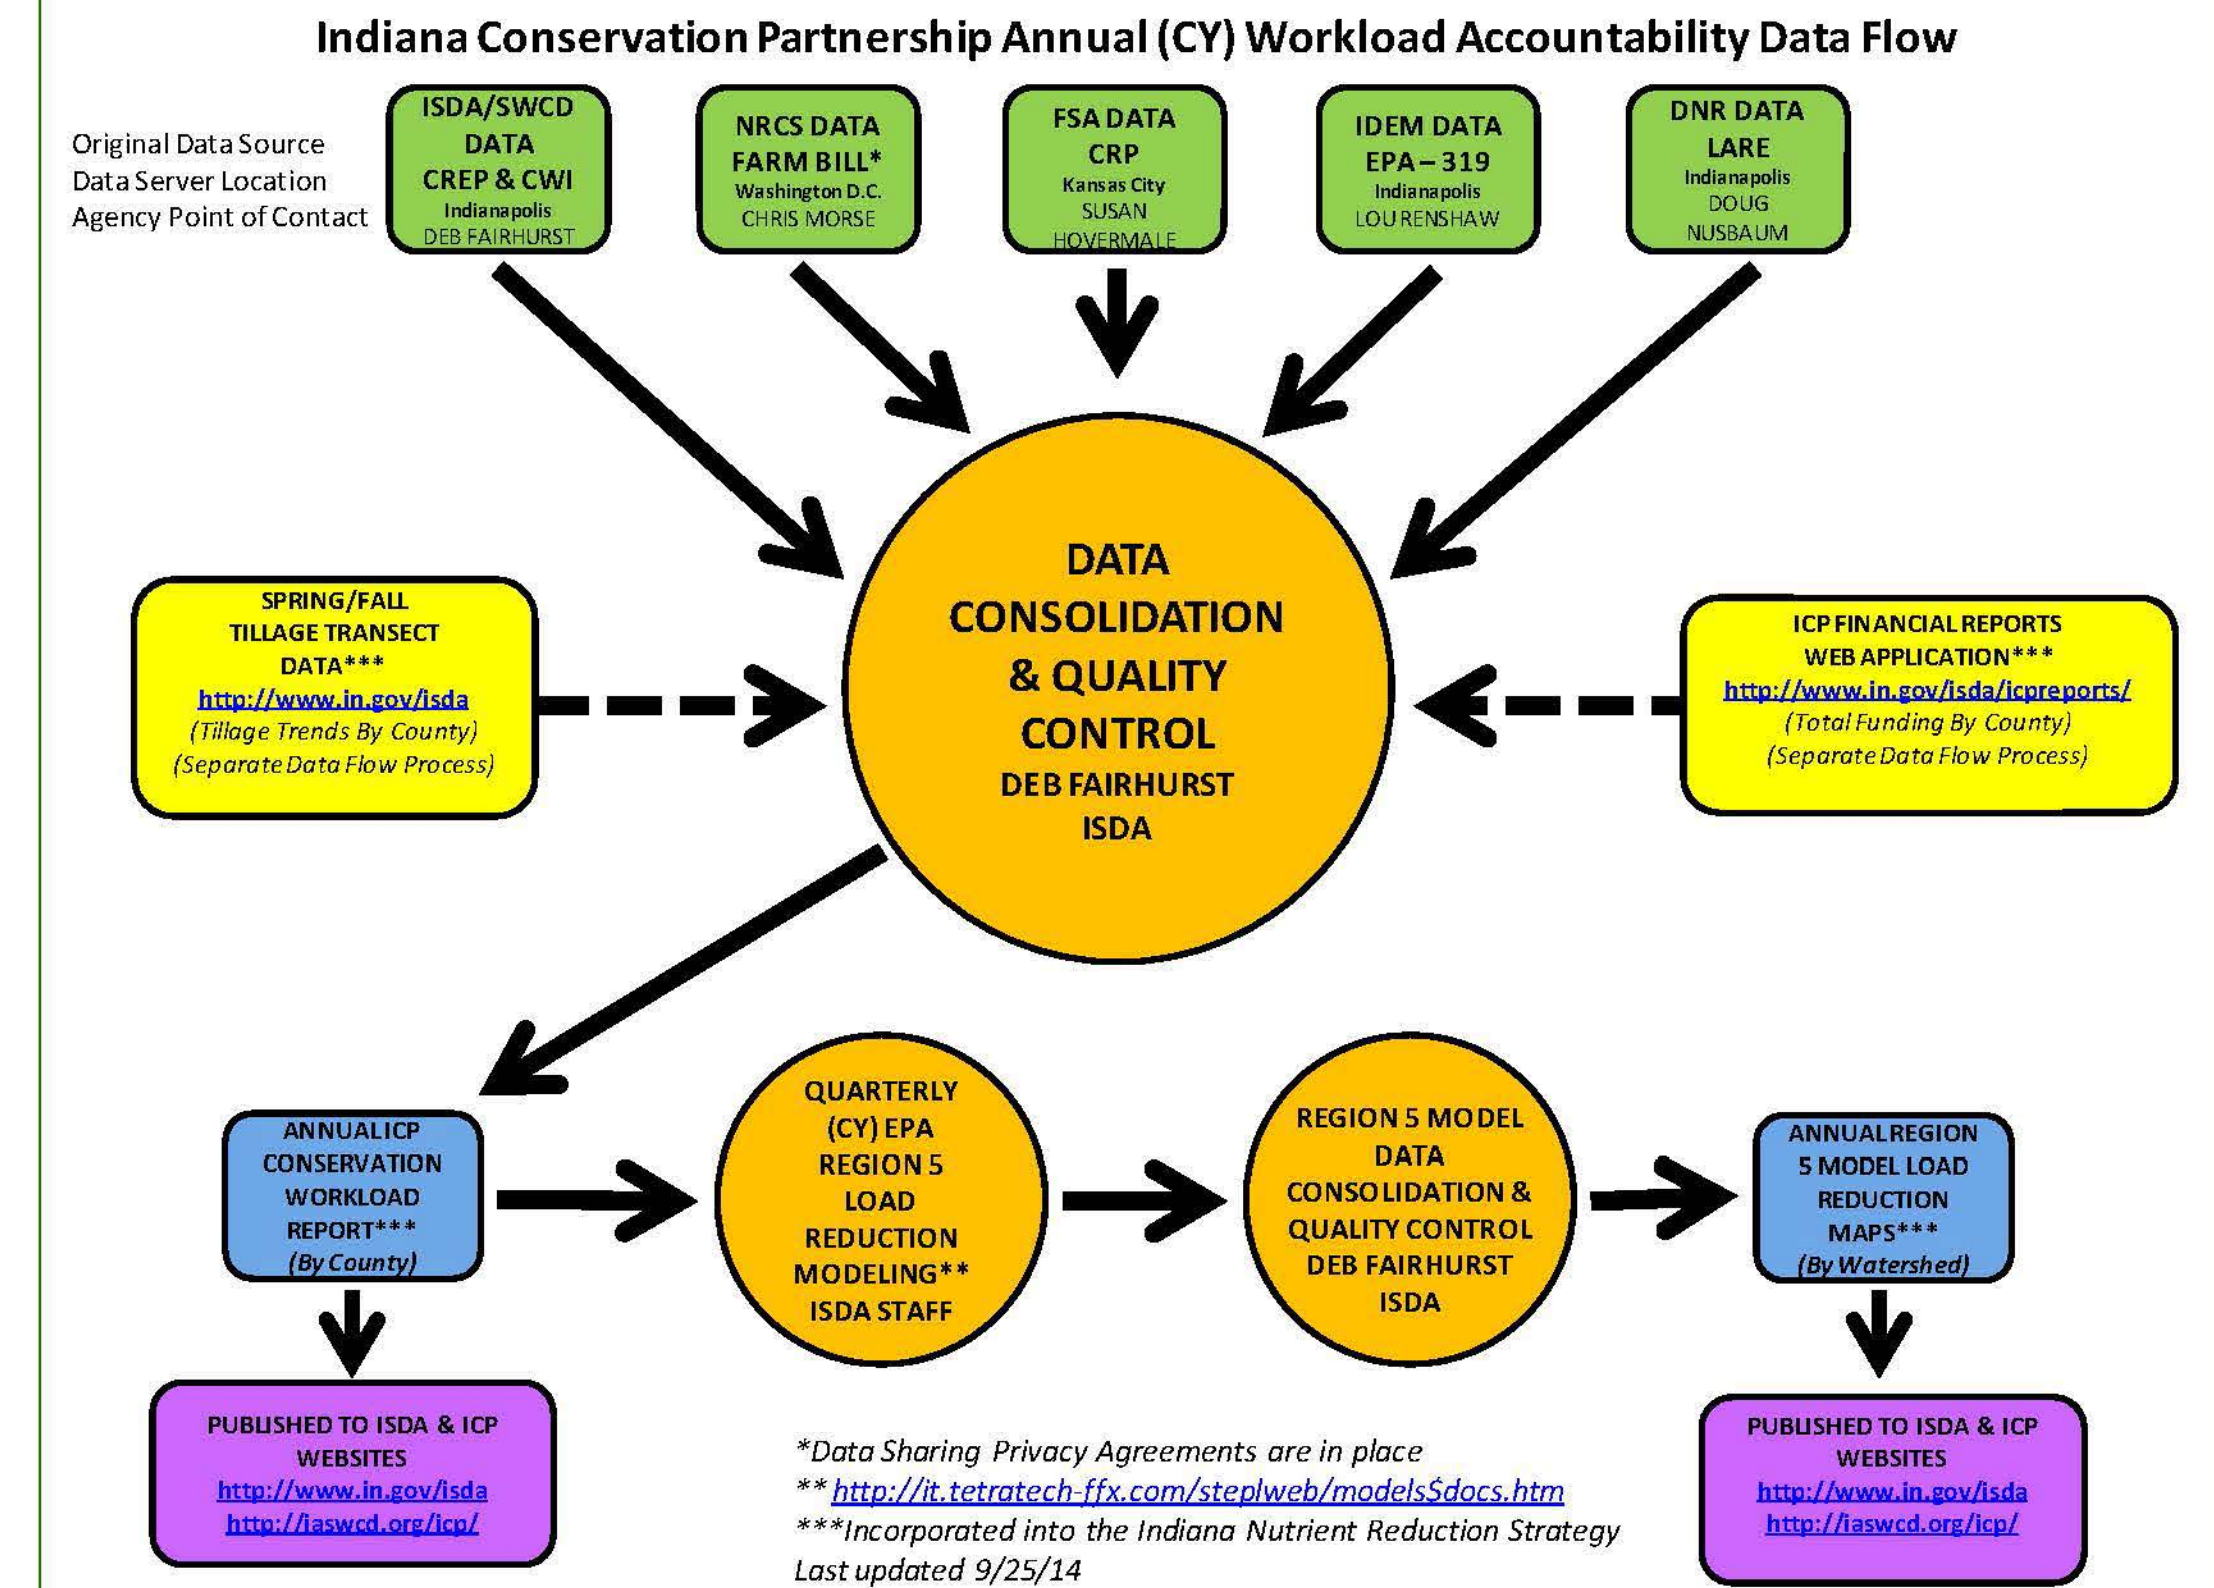 Indiana Conservation Partnership Annual (CY) Workload Accountability Data Flow
Original Data Source
Data Server Location
Agency Point of Contact
ISDA/SWCD
DATA
CREP & CWI
Indianapolis
DEB FAIRHURST
NRCS DATA
FARM BILL*
Washington D.C.
CHRIS MORSE
FSA DATA
CRP
Kansas City
SUSAN
HOVERMALE
IDEM DATA
EPA – 319
Indianapolis
LOU RENSHAW
DNR DATA
LARE
Indianapolis
DOUG
NUSBAUM
DATA
CONSOLIDATION
& QUALITY
CONTROL
DEB FAIRHURST
ISDA
SPRING/FALL
TILLAGE TRANSECT
DATA***
http://www.in.gov/isda
(Tillage Trends By County)
(Separate Data Flow Process)
ICP FINANCIAL REPORTS
WEB APPLICATION***
http://www.in.gov/isda/icpreports/
(Total Funding By County)
(Separate Data Flow Process)
ANNUAL ICP
CONSERVATION
WORKLOAD
REPORT***
(By County)
QUARTERLY
(CY) EPA
REGION 5
LOAD
REDUCTION
MODELING**
ISDA STAFF
REGION 5 MODEL
DATA
CONSOLIDATION &
QUALITY CONTROL
DEB FAIRHURST
ISDA
ANNUAL REGION
5 MODEL LOAD
REDUCTION
MAPS***
(By Watershed)
PUBLISHED TO ISDA & ICP
WEBSITES
http://www.in.gov/isda
http://iaswcd.org/icp/
*Data Sharing Privacy Agreements are in place
**http://it.tetratech-ffx.com/steplweb/models$docs.htm
***Incorporated into the Indiana Nutrient Reduction Strategy
Last updated 9/25/14
PUBLISHED TO ISDA & ICP
WEBSITES
http://www.in.gov/isda
http://iaswcd.org/icp/